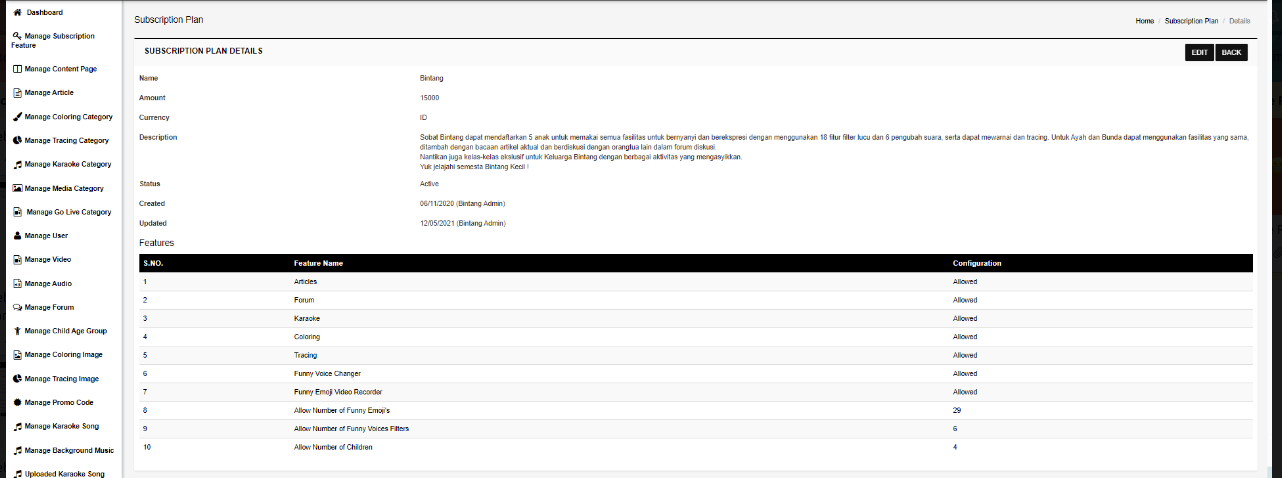 Dashboard
Manage Subscription
Feature
Manage Content Page
Manage Article
Manage Coloring Category
Manage Tracing Category
Manage Karaoke Category
Manage Media Category
Manage Go Live Category
Manage User
Manage Video
Manage Audio
Manage Forum
Manage Child Age Group
Manage Coloring Image
Manage Tracing Image
Manage Promo Code
Manage Karaoke Song
Manage Background Music
Uploaded Karaoke Song
Subscription Plan
Home / Subscription Plan / Details
SUBSCRIPTION PLAN DETAILS
EDIT BACK
Name Bintang
Amount 15000
Currency ID
Description Sobat Bintang dapat mendaftarkan 5 anak untuk memakai semua fasilitas untuk bernyanyi dan berekspresi dengan menggunakan 18 fitur filter lucu dan 6 pengubah suara, serta dapat mewarnai dan tracing. Untuk Ayah dan Bunda dapat menggunakan fasilitas yang sama,
ditambah dengan bacaan artikel aktual dan berdiskusi dengan orangtua lain dalam forum diskusi.
Nantikan juga kelas-kelas ekslusif untuk Keluarga Bintang dengan berbagai aktivitas yang mengasyikkan.
Yuk jelajahi semesta Bintang Kecil !
Status Active
Created 06/11/2020 (Bintang Admin)
Updated 12/05/2021 (Bintang Admin)
Features
S.NO. Feature Name Configuration
1 Articles Allowed
2 Forum Allowed
3 Karaoke Allowed
4 Coloring Allowed
5 Tracing Allowed
6 Funny Voice Changer Allowed
7 Funny Emoji Video Recorder Allowed
8 Allow Number of Funny Emoji's 29
9 Allow Number of Funny Voices Filters 6
10 Allow Number of Children 4